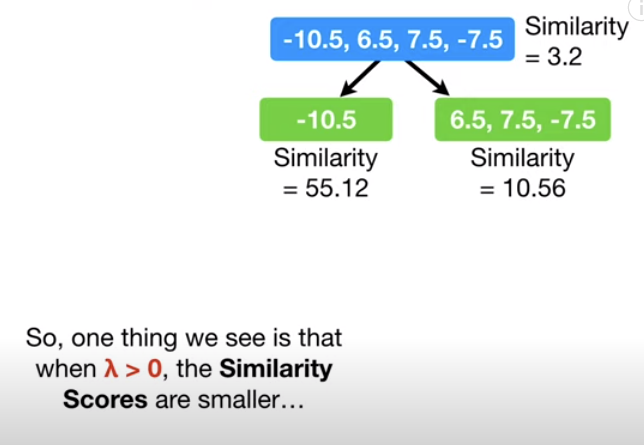 -10.5, 6.5, 7.5, -7.5
Similarity
= 3.2
-10.5
6.5, 7.5, -7.5
Similarity
= 55.12
Similarity
= 10.56
So, one thing we see is that
when λ > 0, the Similarity
Scores are smaller…